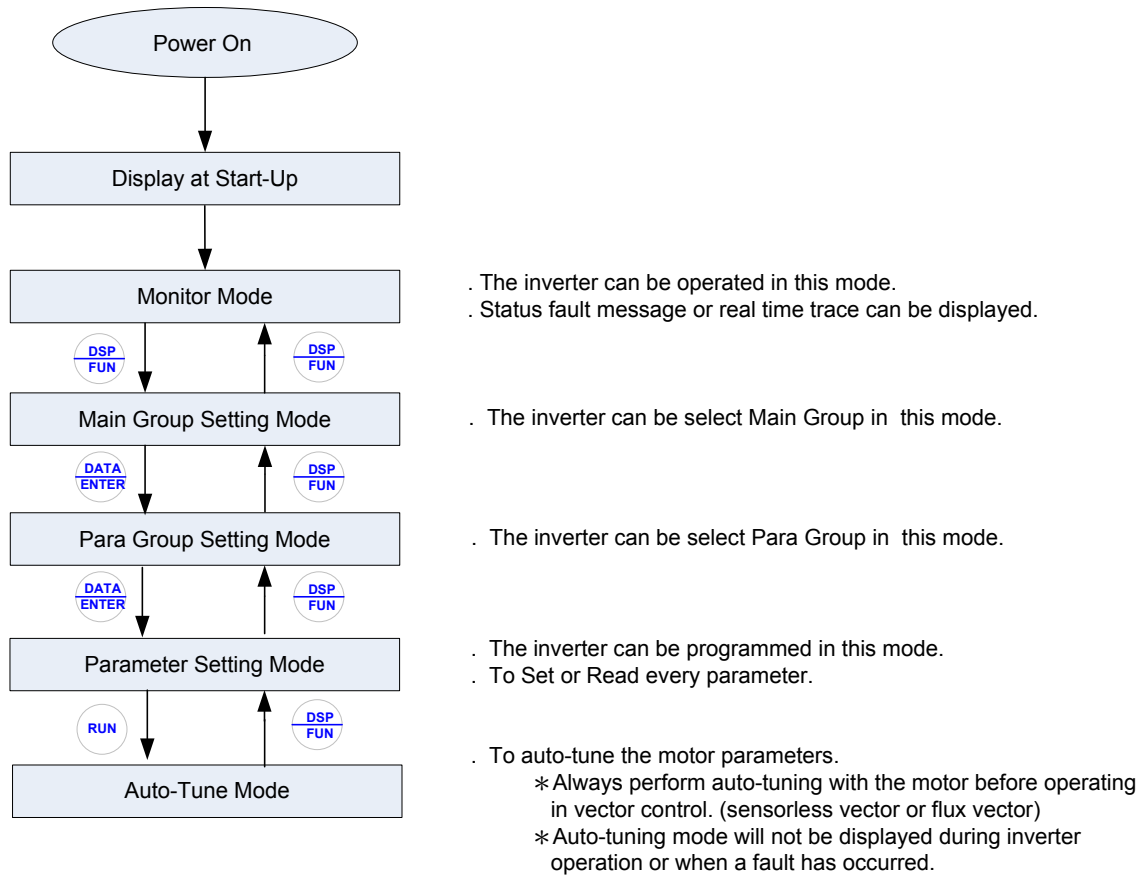 Power On
Display at Start-Up
Monitor Mode
. The inverter can be operated in this mode.
. Status fault message or real time trace can be displayed.
DSP
FUN
DSP
FUN
Main Group Setting Mode
. The inverter can be select Main Group in this mode.
DATA
ENTER
DSP
FUN
Para Group Setting Mode
. The inverter can be select Para Group in this mode.
DATA
ENTER
DSP
FUN
Parameter Setting Mode
. The inverter can be programmed in this mode.
. To Set or Read every parameter.
RUN
DSP
FUN
Auto-Tune Mode
. To auto-tune the motor parameters.
＊Always perform auto-tuning with the motor before operating
in vector control. (sensorless vector or flux vector)
＊Auto-tuning mode will not be displayed during inverter
operation or when a fault has occurred.